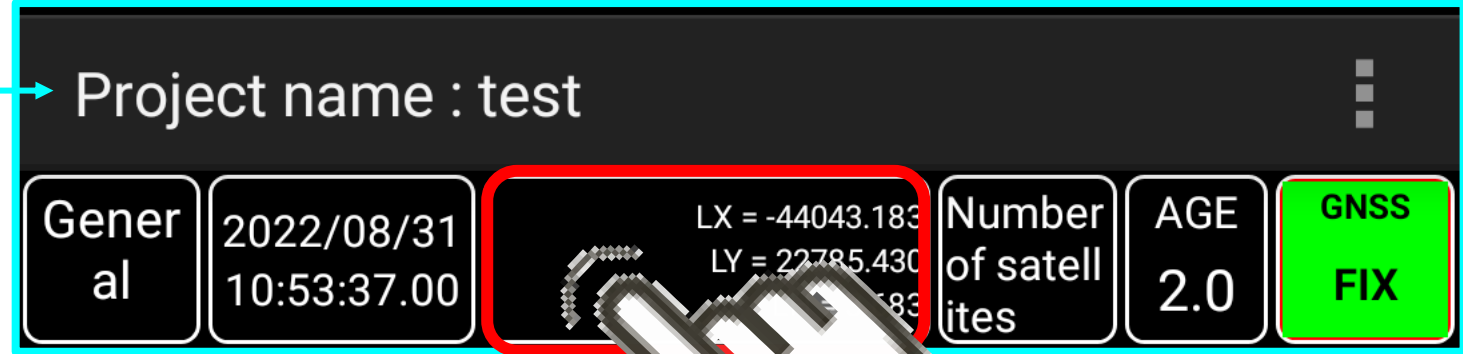 Project name : test
Gener
al
2022/08/31
10:53:37.00
LX = -44043.183
LY = 22785.430
Number
of satell
ites
AGE
2.0
GNSS
FIX